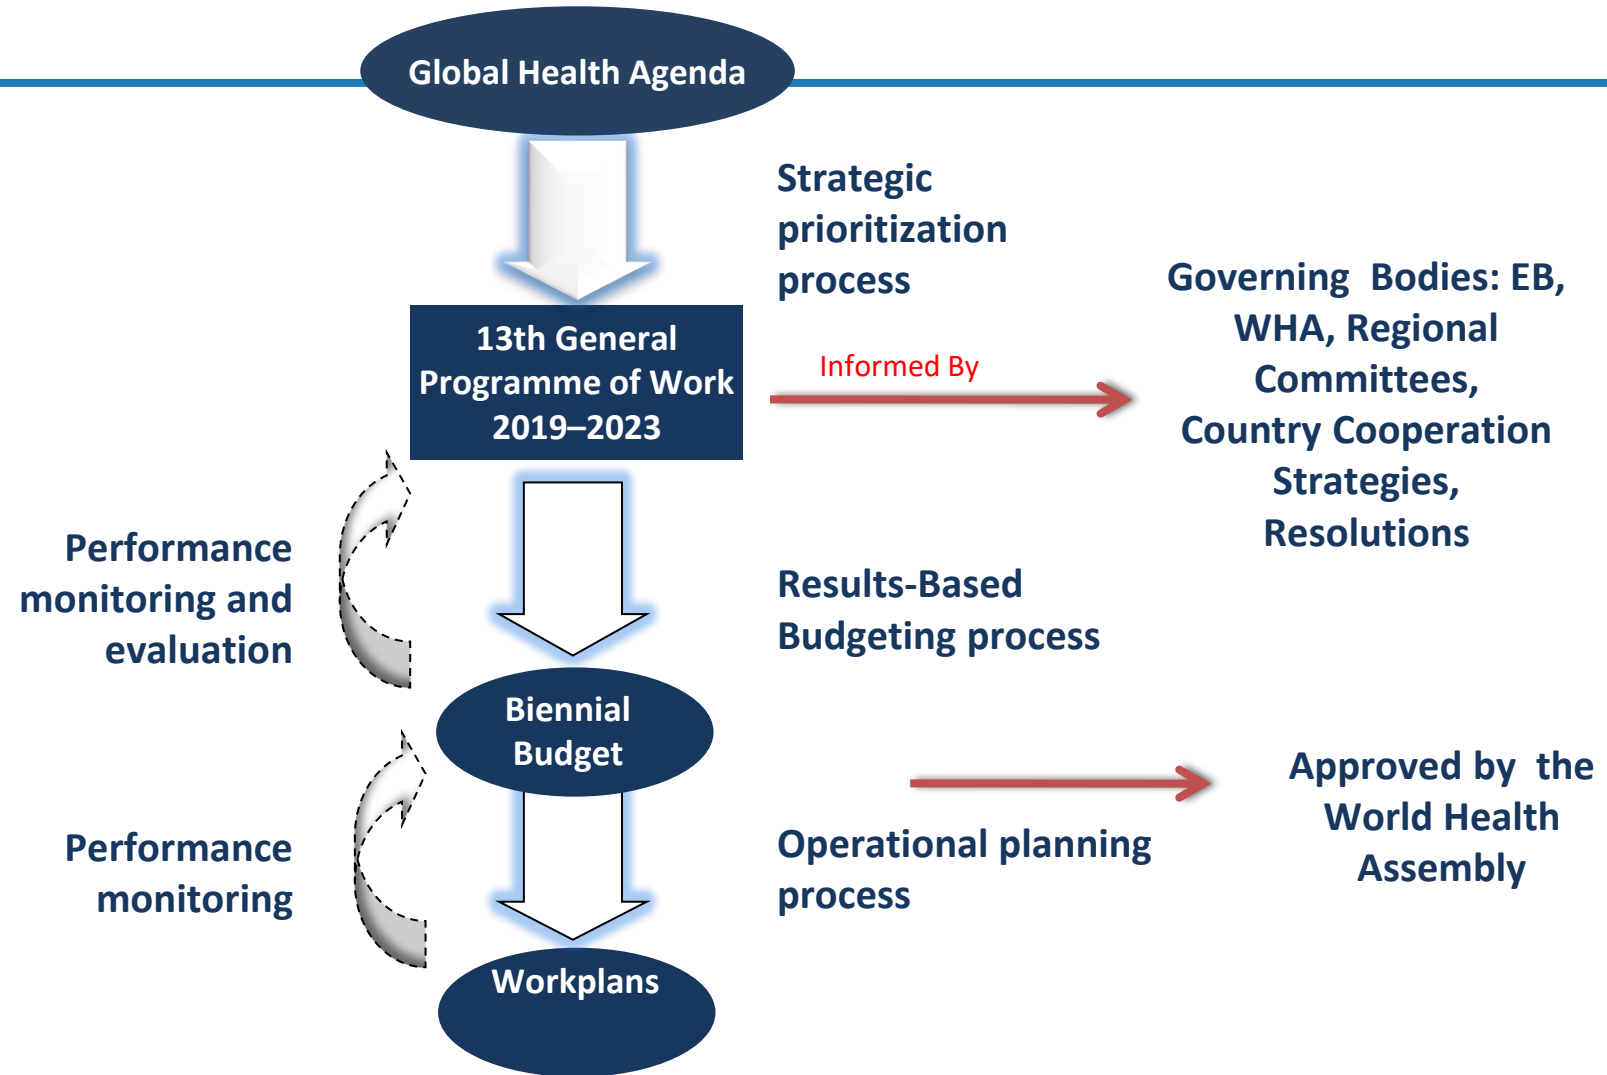 Global Health Agenda
Strategic
prioritization
process
13th General
Programme of Work
2019–2023
Informed By
Governing Bodies: EB,
WHA, Regional
Committees,
Country Cooperation
Strategies,
Resolutions
Performance
monitoring and
evaluation
Results-Based
Budgeting process
Biennial
Budget
Approved by the
World Health
Assembly
Performance
monitoring
Operational planning
process
Workplans